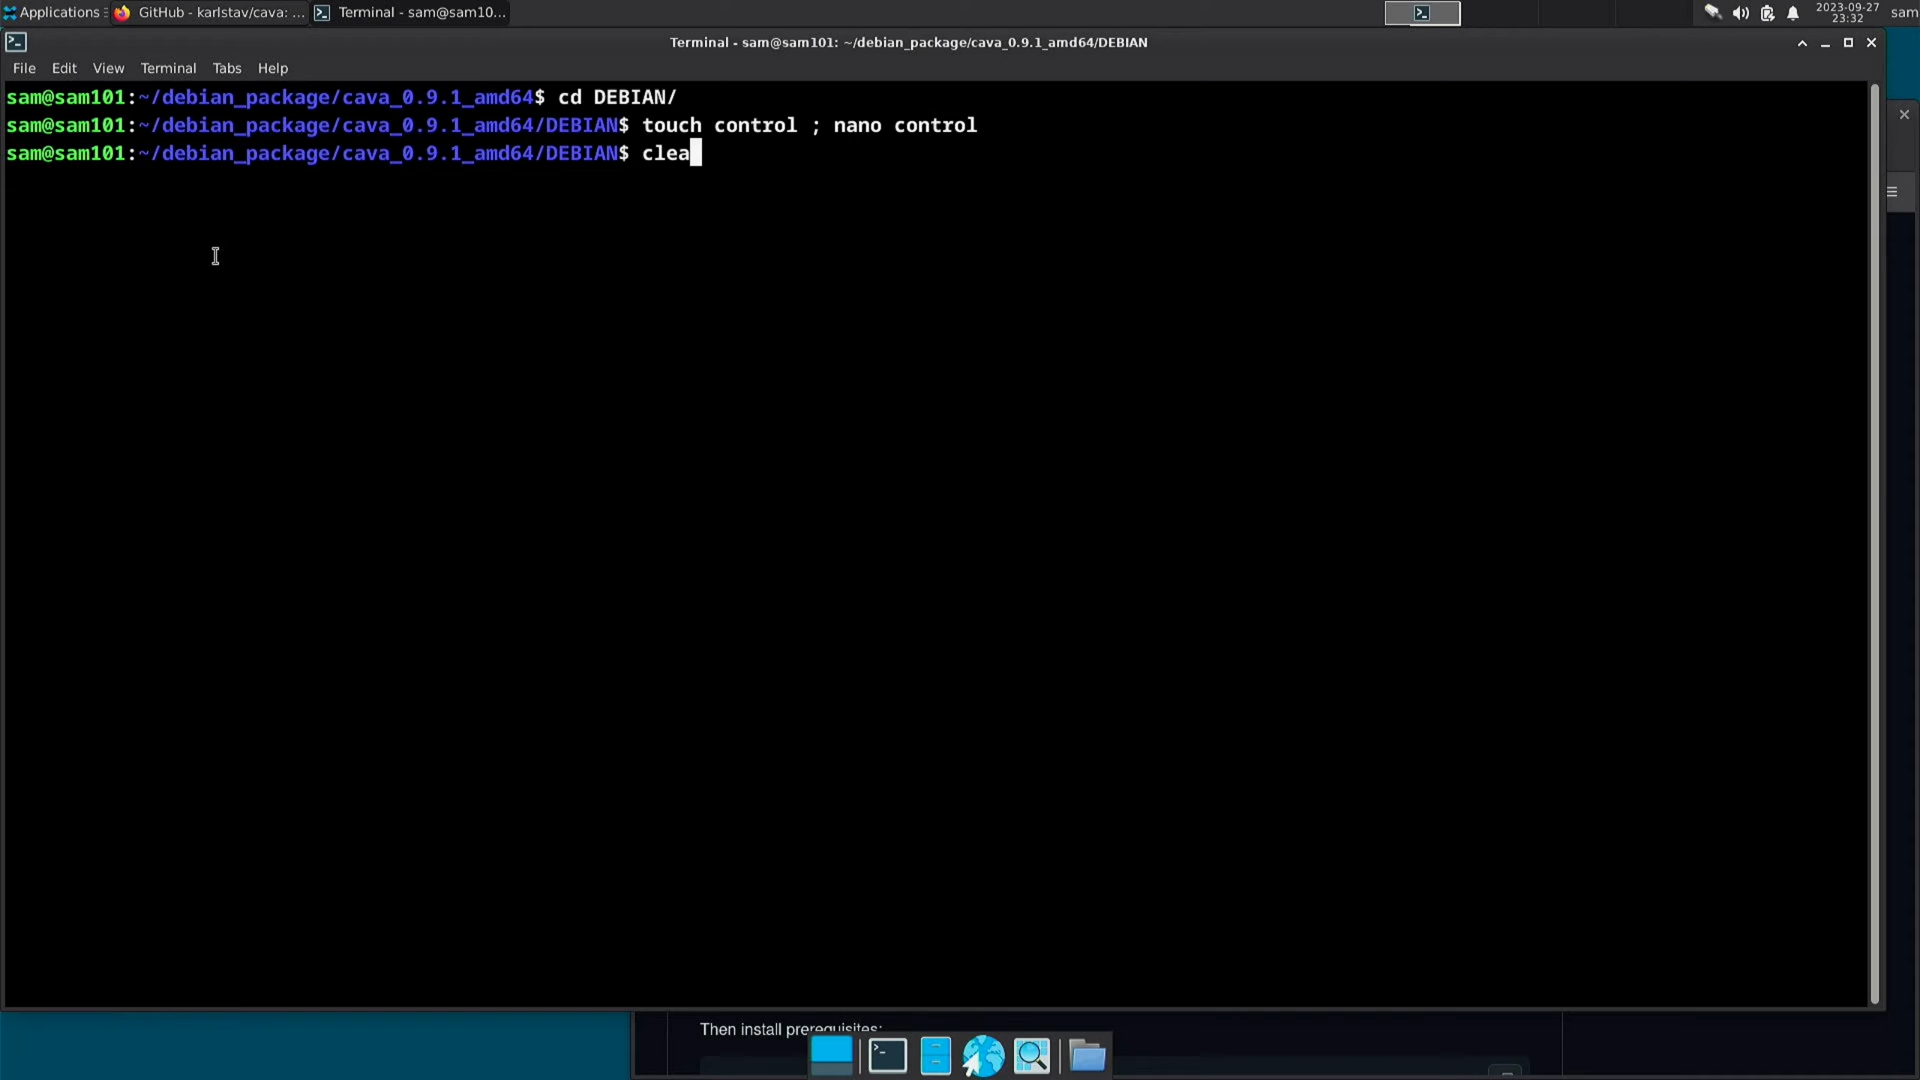 Applications GitHub - karlstav/cava: ... Terminal - sam@sam10... 2023-09-27 sam
23:32
Terminal - sam@sam101: ~/debian_package/cava_0.9.1_amd64/DEBIAN
File Edit View Terminal Tabs Help
sam@sam101:~/debian_package/cava_0.9.1_amd64$ cd DEBIAN/
sam@sam101:~/debian_package/cava_0.9.1_amd64/DEBIAN$ touch control ; nano control
sam@sam101:~/debian_package/cava_0.9.1_amd64/DEBIAN$ clea
Then install prerequisites: